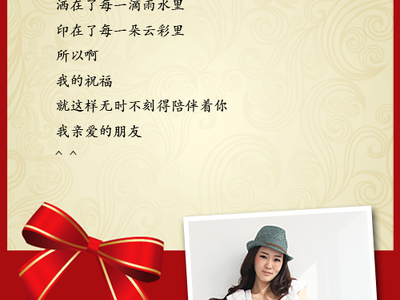 洒在了每一滴雨水里
印在了每一朵云彩里
所以啊
我的祝福
就这样无时不刻得陪伴着你
我亲爱的朋友
^ ^